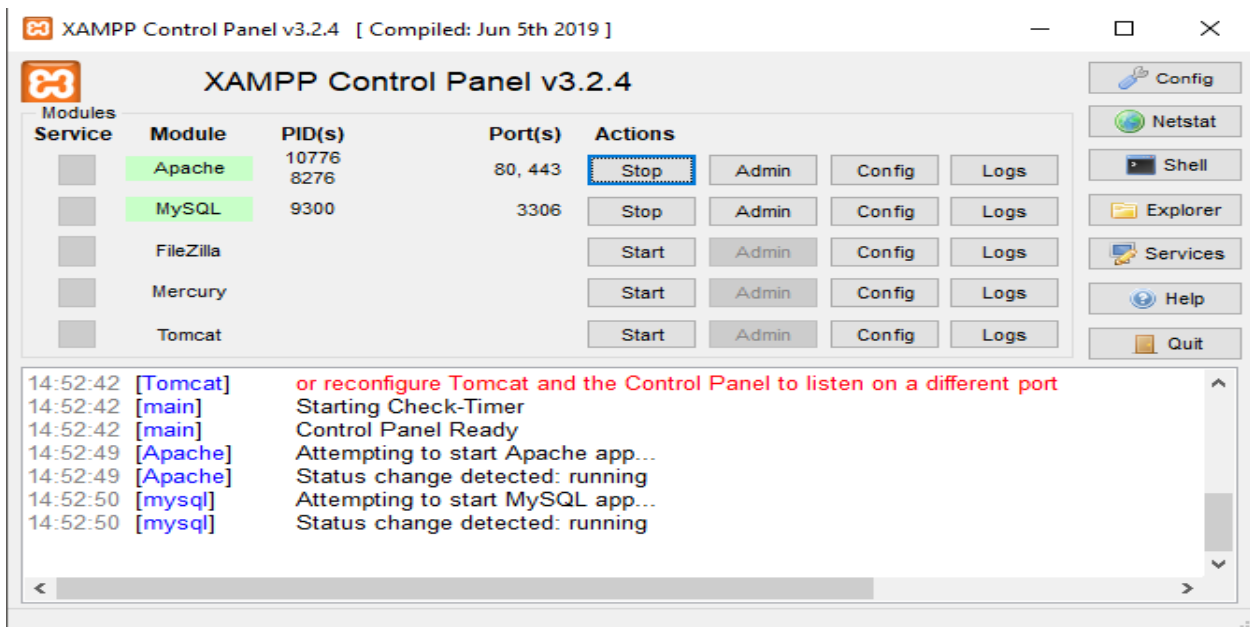 XAMPP Control Panel v3.2.4 [ Compiled: Jun 5th 2019 ]
XAMPP Control Panel v3.2.4
Config
Modules
Service Module PID(s) Port(s) Actions
Netstat
Apache 10776 8276 80, 443 Stop Admin Config Logs
Shell
MySQL 9300 3306 Stop Admin Config Logs
Explorer
FileZilla Start Admin Config Logs
Services
Mercury Start Admin Config Logs
Help
Tomcat Start Admin Config Logs
Quit
14:52:42 [Tomcat] or reconfigure Tomcat and the Control Panel to listen on a different port
14:52:42 [main] Starting Check-Timer
14:52:42 [main] Control Panel Ready
14:52:49 [Apache] Attempting to start Apache app...
14:52:49 [Apache] Status change detected: running
14:52:50 [mysql] Attempting to start MySQL app...
14:52:50 [mysql] Status change detected: running